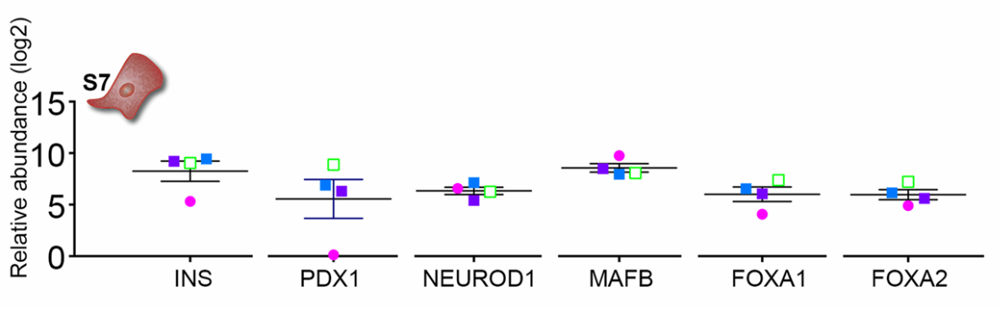 Relative abundance (log2)
S7
15
10
5
0
INS
PDX1
NEUROD1
MAFB
FOXA1
FOXA2